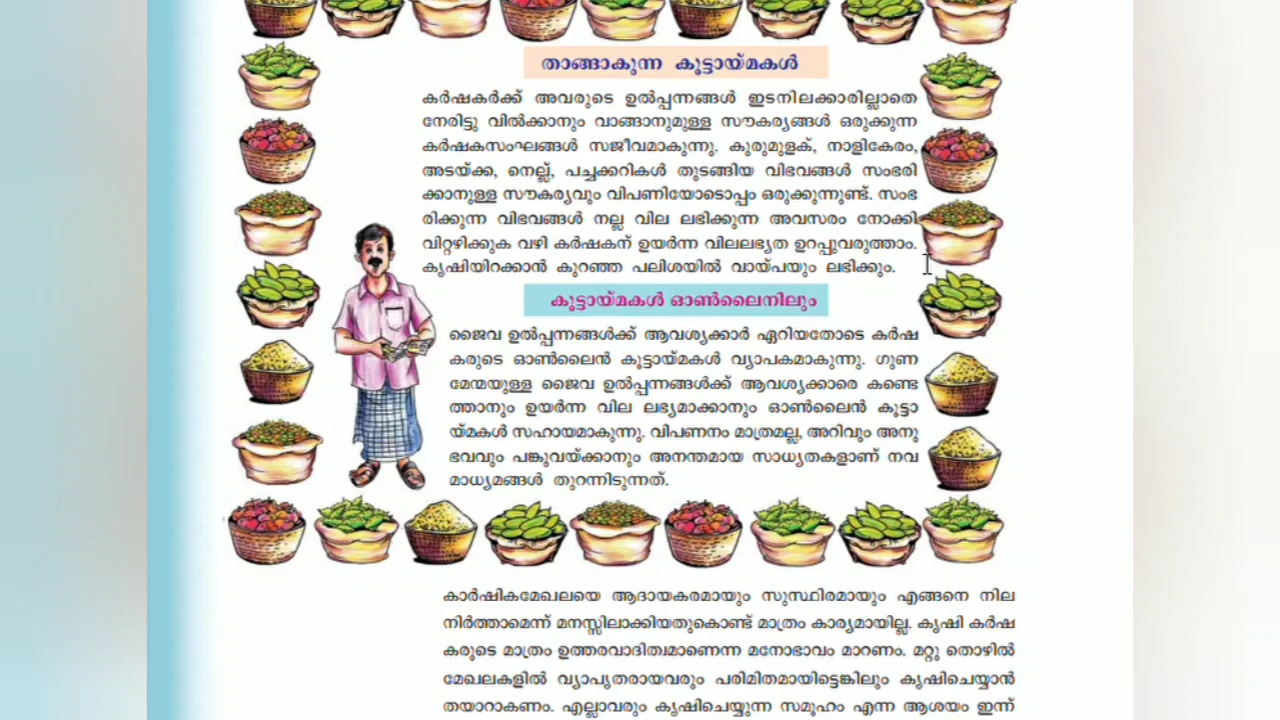 താങ്ങാകുന്ന കൂട്ടായ്മകൾ
കർഷകർക്ക് അവരുടെ ഉൽപ്പന്നങ്ങൾ ഇടനിലക്കാരില്ലാതെ
നേരിട്ടു വിൽക്കാനും വാങ്ങാനുമുള്ള സൗകര്യങ്ങൾ ഒരുക്കുന്ന
കർഷകസംഘങ്ങൾ സജീവമാകുന്നു. കുരുമുളക്, നാളികേരം,
അടയ്ക്ക, നെല്ല്, പച്ചക്കറികൾ തുടങ്ങിയ വിഭവങ്ങൾ സംഭരി
ക്കാനുള്ള സൗകര്യവും വിപണിയോടൊപ്പം ഒരുക്കുന്നുണ്ട്. സംഭ
രിക്കുന്ന വിഭവങ്ങൾ നല്ല വില ലഭിക്കുന്ന അവസരം നോക്കി
വിറ്റഴിക്കുക വഴി കർഷകന് ഉയർന്ന വിലലഭ്യത ഉറപ്പുവരുത്താം.
കൃഷിയിറക്കാൻ കുറഞ്ഞ പലിശയിൽ വായ്പയും ലഭിക്കും.
കൂട്ടായ്മകൾ ഓൺലൈനിലും
ജൈവ ഉൽപ്പന്നങ്ങൾക്ക് ആവശ്യക്കാർ ഏറിയതോടെ കർഷ
കരുടെ ഓൺലൈൻ കൂട്ടായ്മകൾ വ്യാപകമാകുന്നു. ഗുണ
മേന്മയുള്ള ജൈവ ഉൽപ്പന്നങ്ങൾക്ക് ആവശ്യക്കാരെ കണ്ടെ
ത്താനും ഉയർന്ന വില ലഭ്യമാക്കാനും ഓൺലൈൻ കൂട്ടാ
യ്മകൾ സഹായമാകുന്നു. വിപണനം മാത്രമല്ല, അറിവും അനു
ഭവവും പങ്കുവയ്ക്കാനും അനന്തമായ സാധ്യതകളാണ് നവ
മാധ്യമങ്ങൾ തുറന്നിടുന്നത്.
കാർഷികമേഖലയെ ആദായകരമായും സുസ്ഥിരമായും എങ്ങനെ നില
നിർത്താമെന്ന് മനസ്സിലാക്കിയതുകൊണ്ട് മാത്രം കാര്യമായില്ല. കൃഷി കർഷ
കരുടെ മാത്രം ഉത്തരവാദിത്വമാണെന്ന മനോഭാവം മാറണം. മറ്റു തൊഴിൽ
മേഖലകളിൽ വ്യാപൃതരായവരും പരിമിതമായിട്ടെങ്കിലും കൃഷിചെയ്യാൻ
തയാറാകണം. എല്ലാവരും കൃഷിചെയ്യുന്ന സമൂഹം എന്ന ആശയം ഇന്ന്